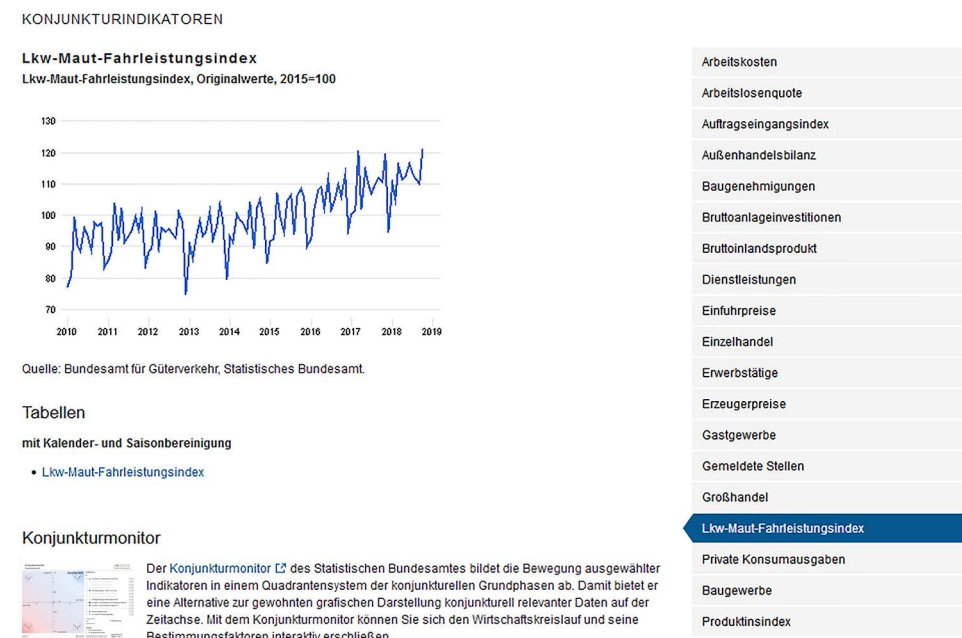 KONJUNKTURINDIKATOREN
Lkw-Maut-Fahrleistungsindex
Lkw-Maut-Fahrleistungsindex, Originalwerte, 2015=100
130
120
110
100
90
80
70
2010 2011 2012 2013 2014 2015 2016 2017 2018 2019
Quelle: Bundesamt für Güterverkehr, Statistisches Bundesamt.
Tabellen
mit Kalender- und Saisonbereinigung
• Lkw-Maut-Fahrleistungsindex
Konjunkturmonitor
Der Konjunkturmonitor des Statistischen Bundesamtes bildet die Bewegung ausgewählter
Indikatoren in einem Quadrantensystem der konjunkturellen Grundphasen ab. Damit bietet er
eine Alternative zur gewohnten grafischen Darstellung konjunkturell relevanter Daten auf der
Zeitachse. Mit dem Konjunkturmonitor können Sie sich den Wirtschaftskreislauf und seine
Bestimmungsfaktoren interaktiv erschließen
Arbeitskosten
Arbeitslosenquote
Auftragseingangsindex
Außenhandelsbilanz
Baugenehmigungen
Bruttoanlageinvestitionen
Bruttoinlandsprodukt
Dienstleistungen
Einfuhrpreise
Einzelhandel
Erwerbstätige
Erzeugerpreise
Gastgewerbe
Gemeldete Stellen
Großhandel
Lkw-Maut-Fahrleistungsindex
Private Konsumausgaben
Baugewerbe
Produktinsindex